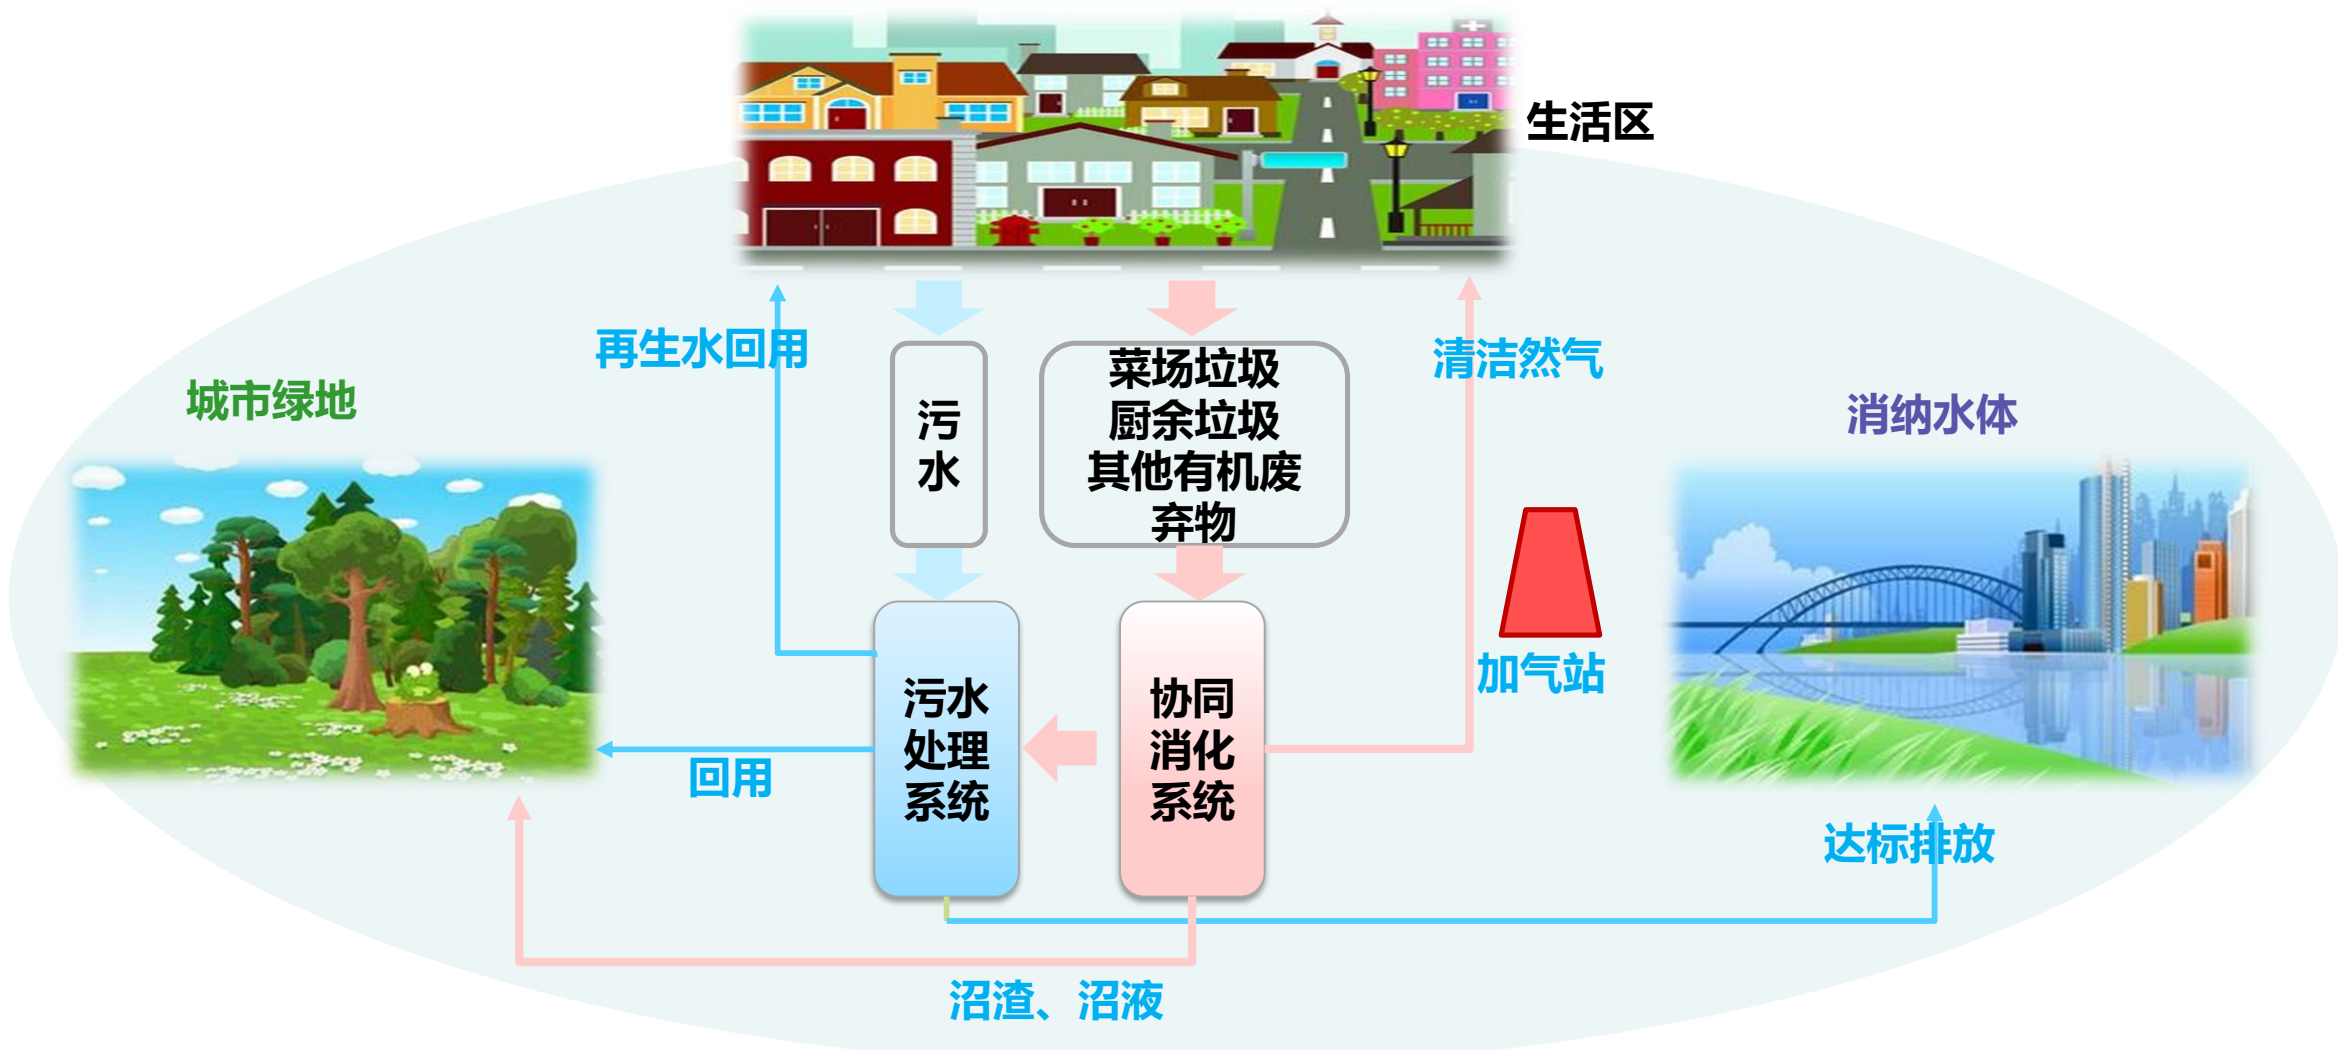 生活区
再生水回用
清洁然气
城市绿地
消纳水体
污
水
菜场垃圾
厨余垃圾
其他有机废
弃物
加气站
污水
处理
系统
协同
消化
系统
回用
达标排放
沼渣、沼液